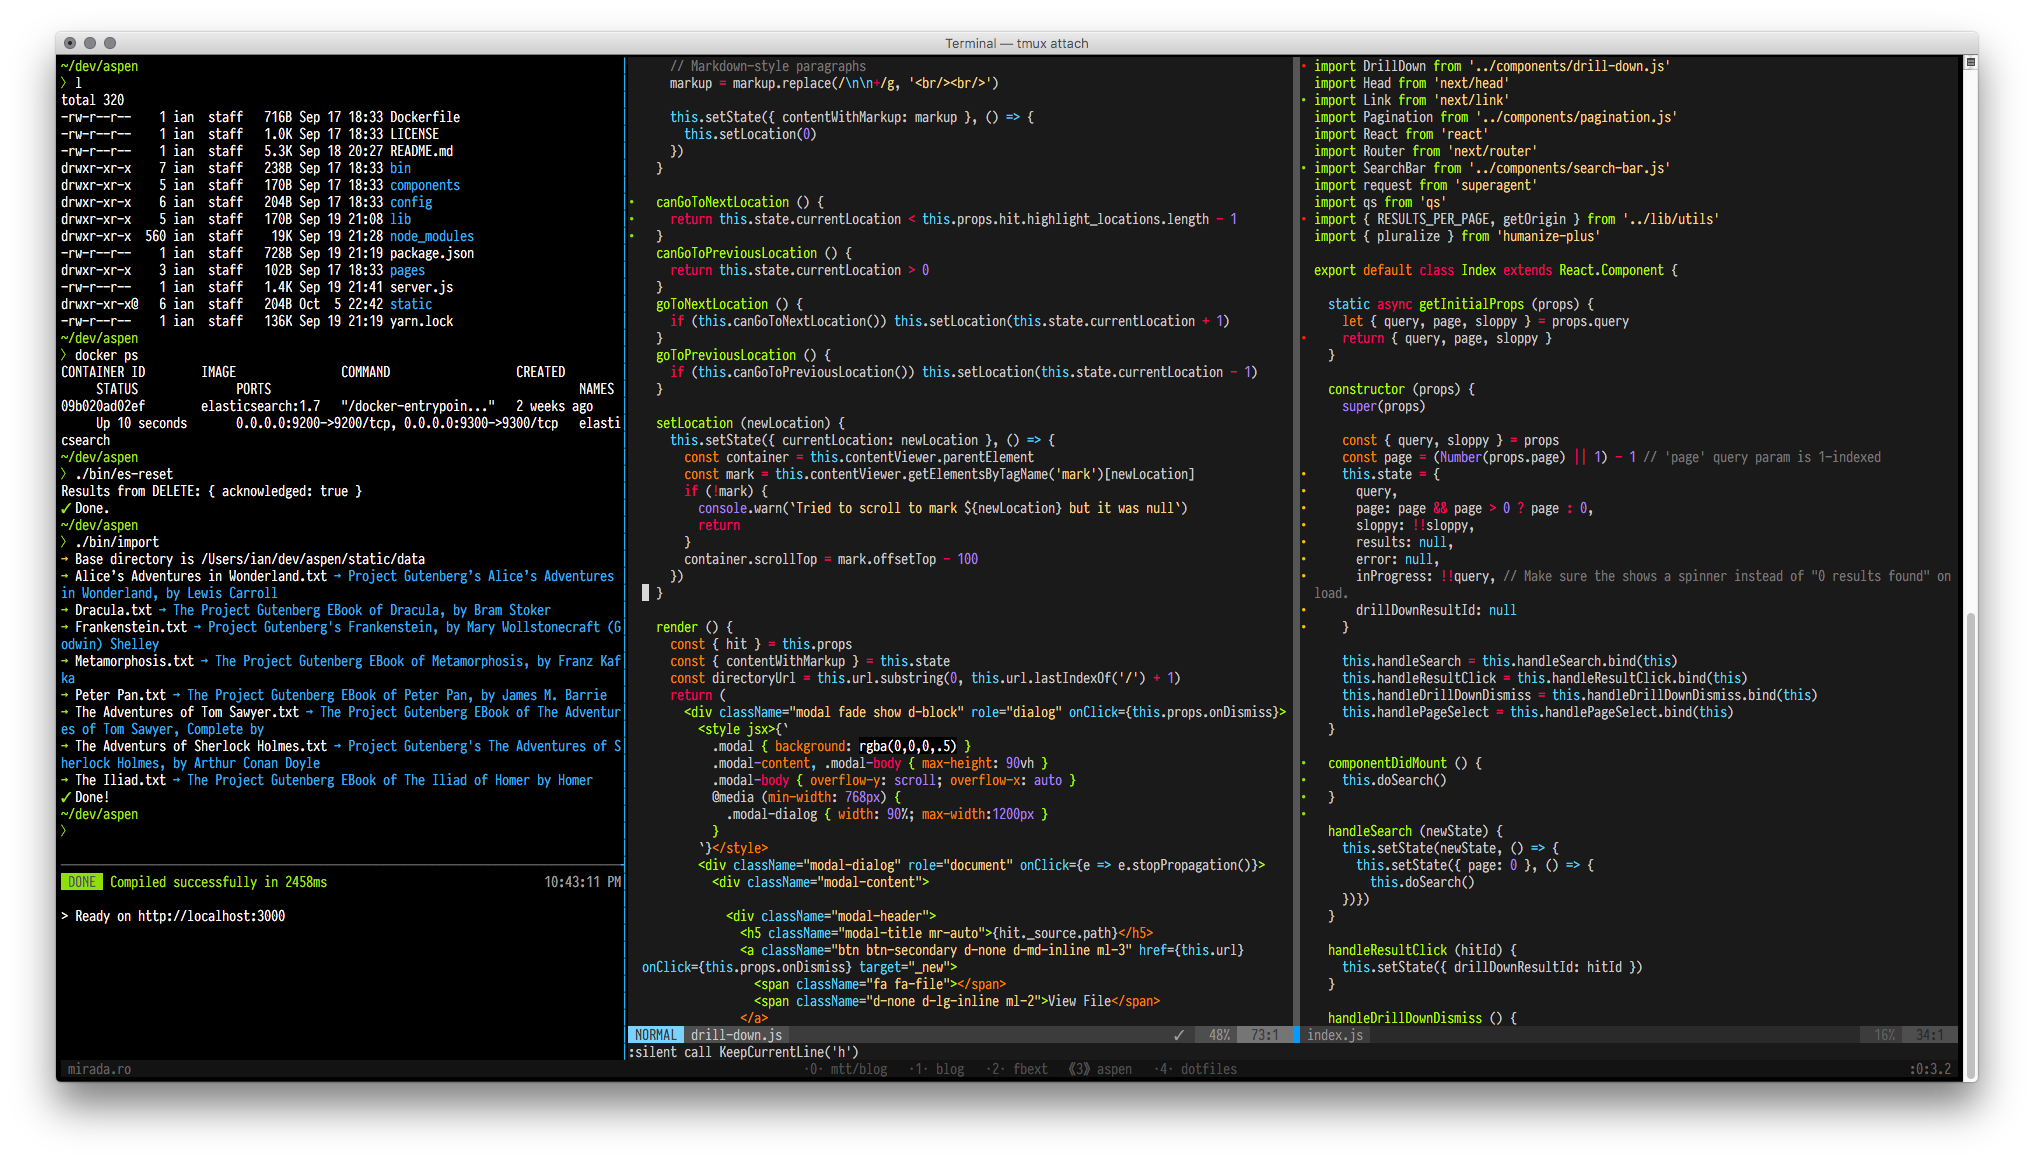 Terminal — tmux attach
~/dev/aspen
❯ l
total 320
-rw-r--r-- 1 ian staff 716B Sep 17 18:33 Dockerfile
-rw-r--r-- 1 ian staff 1.0K Sep 17 18:33 LICENSE
-rw-r--r-- 1 ian staff 5.3K Sep 18 20:27 README.md
drwxr-xr-x 7 ian staff 238B Sep 17 18:33 bin
drwxr-xr-x 5 ian staff 170B Sep 17 18:33 components
drwxr-xr-x 6 ian staff 204B Sep 17 18:33 config
drwxr-xr-x 5 ian staff 170B Sep 19 21:08 lib
drwxr-xr-x 560 ian staff 19K Sep 19 21:28 node_modules
-rw-r--r-- 1 ian staff 728B Sep 19 21:19 package.json
drwxr-xr-x 3 ian staff 102B Sep 17 18:33 pages
-rw-r--r-- 1 ian staff 1.4K Sep 19 21:41 server.js
drwxr-xr-x@ 6 ian staff 204B Oct 5 22:42 static
-rw-r--r-- 1 ian staff 136K Sep 19 21:19 yarn.lock
~/dev/aspen
❯ docker ps
CONTAINER ID IMAGE COMMAND CREATED
STATUS PORTS NAMES
09b020ad02ef elasticsearch:1.7 "/docker-entrypoin..." 2 weeks ago
Up 10 seconds 0.0.0.0:9200->9200/tcp, 0.0.0.0:9300->9300/tcp elasti
csearch
~/dev/aspen
❯ ./bin/es-reset
Results from DELETE: { acknowledged: true }
✓ Done.
~/dev/aspen
❯ ./bin/import
→ Base directory is /Users/ian/dev/aspen/static/data
→ Alice's Adventures in Wonderland.txt → Project Gutenberg's Alice's Adventures
in Wonderland, by Lewis Carroll
→ Dracula.txt → The Project Gutenberg EBook of Dracula, by Bram Stoker
→ Frankenstein.txt → Project Gutenberg's Frankenstein, by Mary Wollstonecraft (G
odwin) Shelley
→ Metamorphosis.txt → The Project Gutenberg EBook of Metamorphosis, by Franz Kaf
ka
→ Peter Pan.txt → The Project Gutenberg EBook of Peter Pan, by James M. Barrie
→ The Adventures of Tom Sawyer.txt → The Project Gutenberg EBook of The Adventur
es of Tom Sawyer, Complete by
→ The Adventurs of Sherlock Holmes.txt → Project Gutenberg's The Adventures of S
herlock Holmes, by Arthur Conan Doyle
→ The Iliad.txt → The Project Gutenberg EBook of The Iliad of Homer by Homer
✓ Done!
~/dev/aspen
❯
DONE Compiled successfully in 2458ms 10:43:11 PM
> Ready on http://localhost:3000
// Markdown-style paragraphs
markup = markup.replace(/\n\n+/g, '<br/><br/>')
this.setState({ contentWithMarkup: markup }, () => {
this.setLocation(0)
})
}
canGoToNextLocation () {
return this.state.currentLocation < this.props.hit.highlight_locations.length - 1
}
canGoToPreviousLocation () {
return this.state.currentLocation > 0
}
goToNextLocation () {
if (this.canGoToNextLocation()) this.setLocation(this.state.currentLocation + 1)
}
goToPreviousLocation () {
if (this.canGoToPreviousLocation()) this.setLocation(this.state.currentLocation - 1)
}
setLocation (newLocation) {
this.setState({ currentLocation: newLocation }, () => {
const container = this.contentViewer.parentElement
const mark = this.contentViewer.getElementsByTagName('mark')[newLocation]
if (!mark) {
console.warn(`Tried to scroll to mark ${newLocation} but it was null`)
return
}
container.scrollTop = mark.offsetTop - 100
})
}
render () {
const { hit } = this.props
const { contentWithMarkup } = this.state
const directoryUrl = this.url.substring(0, this.url.lastIndexOf('/') + 1)
return (
<div className="modal fade show d-block" role="dialog" onClick={this.props.onDismiss}>
<style jsx>{`
.modal { background: rgba(0,0,0,.5) }
.modal-content, .modal-body { max-height: 90vh }
.modal-body { overflow-y: scroll; overflow-x: auto }
@media (min-width: 768px) {
.modal-dialog { width: 90%; max-width:1200px }
}
`}</style>
<div className="modal-dialog" role="document" onClick={e => e.stopPropagation()}>
<div className="modal-content">
<div className="modal-header">
<h5 className="modal-title mr-auto">{hit._source.path}</h5>
<a className="btn btn-secondary d-none d-md-inline ml-3" href={this.url}
onClick={this.props.onDismiss} target="_new">
<span className="fa fa-file"></span>
<span className="d-none d-lg-inline ml-2">View File</span>
</a>
NORMAL drill-down.js ✓ 48% 73:1
:silent call KeepCurrentLine('h')
import DrillDown from '../components/drill-down.js'
import Head from 'next/head'
import Link from 'next/link'
import Pagination from '../components/pagination.js'
import React from 'react'
import Router from 'next/router'
import SearchBar from '../components/search-bar.js'
import request from 'superagent'
import qs from 'qs'
import { RESULTS_PER_PAGE, getOrigin } from '../lib/utils'
import { pluralize } from 'humanize-plus'
export default class Index extends React.Component {
static async getInitialProps (props) {
let { query, page, sloppy } = props.query
return { query, page, sloppy }
}
constructor (props) {
super(props)
const { query, sloppy } = props
const page = (Number(props.page) || 1) - 1 // 'page' query param is 1-indexed
this.state = {
query,
page: page && page > 0 ? page : 0,
sloppy: !!sloppy,
results: null,
error: null,
inProgress: !!query, // Make sure the shows a spinner instead of "0 results found" on
load.
drillDownResultId: null
}
this.handleSearch = this.handleSearch.bind(this)
this.handleResultClick = this.handleResultClick.bind(this)
this.handleDrillDownDismiss = this.handleDrillDownDismiss.bind(this)
this.handlePageSelect = this.handlePageSelect.bind(this)
}
componentDidMount () {
this.doSearch()
}
handleSearch (newState) {
this.setState(newState, () => {
this.setState({ page: 0 }, () => {
this.doSearch()
})})
}
handleResultClick (hitId) {
this.setState({ drillDownResultId: hitId })
}
handleDrillDownDismiss () {
index.js 16% 34:1
mirada.ro ·0· mtt/blog ·1· blog ·2· fbext ⟪3⟫ aspen ·4· dotfiles :0:3.2